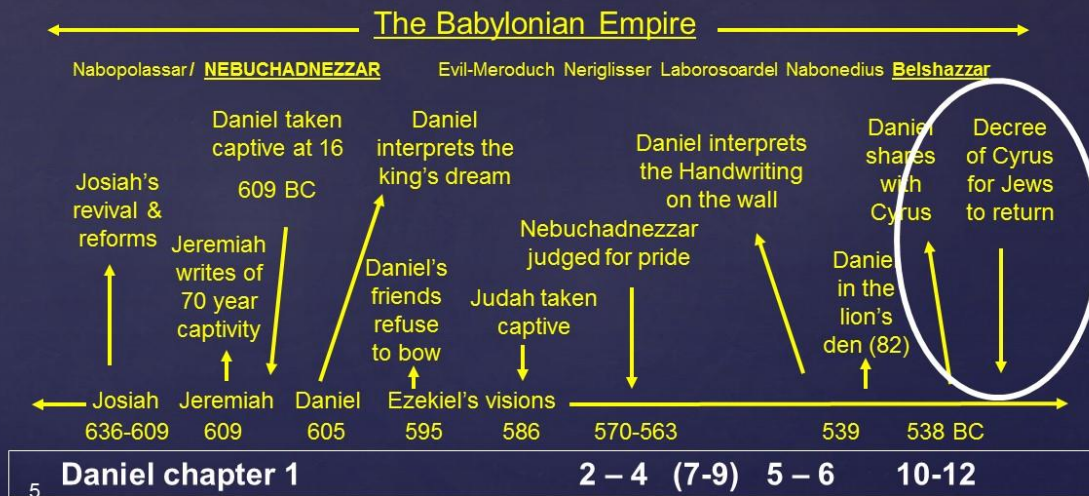 The Babylonian Empire
Nabopolassar / NEBUCHADNEZZAR Evil-Meroduch Neriglisser Laborosoardel Nabonedius Belshazzar
Daniel taken
captive at 16
609 BC
Daniel
interprets the
king's dream
Daniel interprets
the Handwriting
on the wall
Daniel
shares
with
Cyrus
Decree
of Cyrus
for Jews
to return
Josiah's
revival &
reforms
Jeremiah
writes of
70 year
captivity
Daniel's
friends
refuse
to bow
Nebuchadnezzar
judged for pride
Judah taken
captive
Daniel
in the
lion's
den (82)
Josiah Jeremiah Daniel Ezekiel's visions
636-609 609 605 595 586 570-563 539 538 BC
Daniel chapter 1 2 – 4 (7-9) 5 – 6 10-12
5